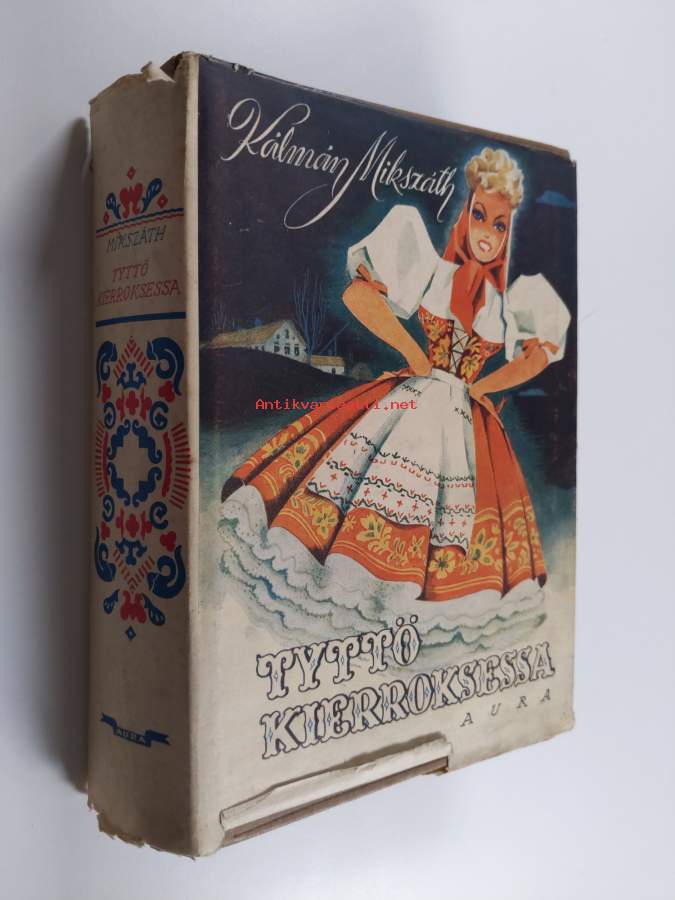 MIKSZÁTH
TYTTÖ
KIERROKSESSA
AURA
Kálmán Mikszáth
Antikvariaatti.net
TYTTÖ
KIERROKSESSA
AURA